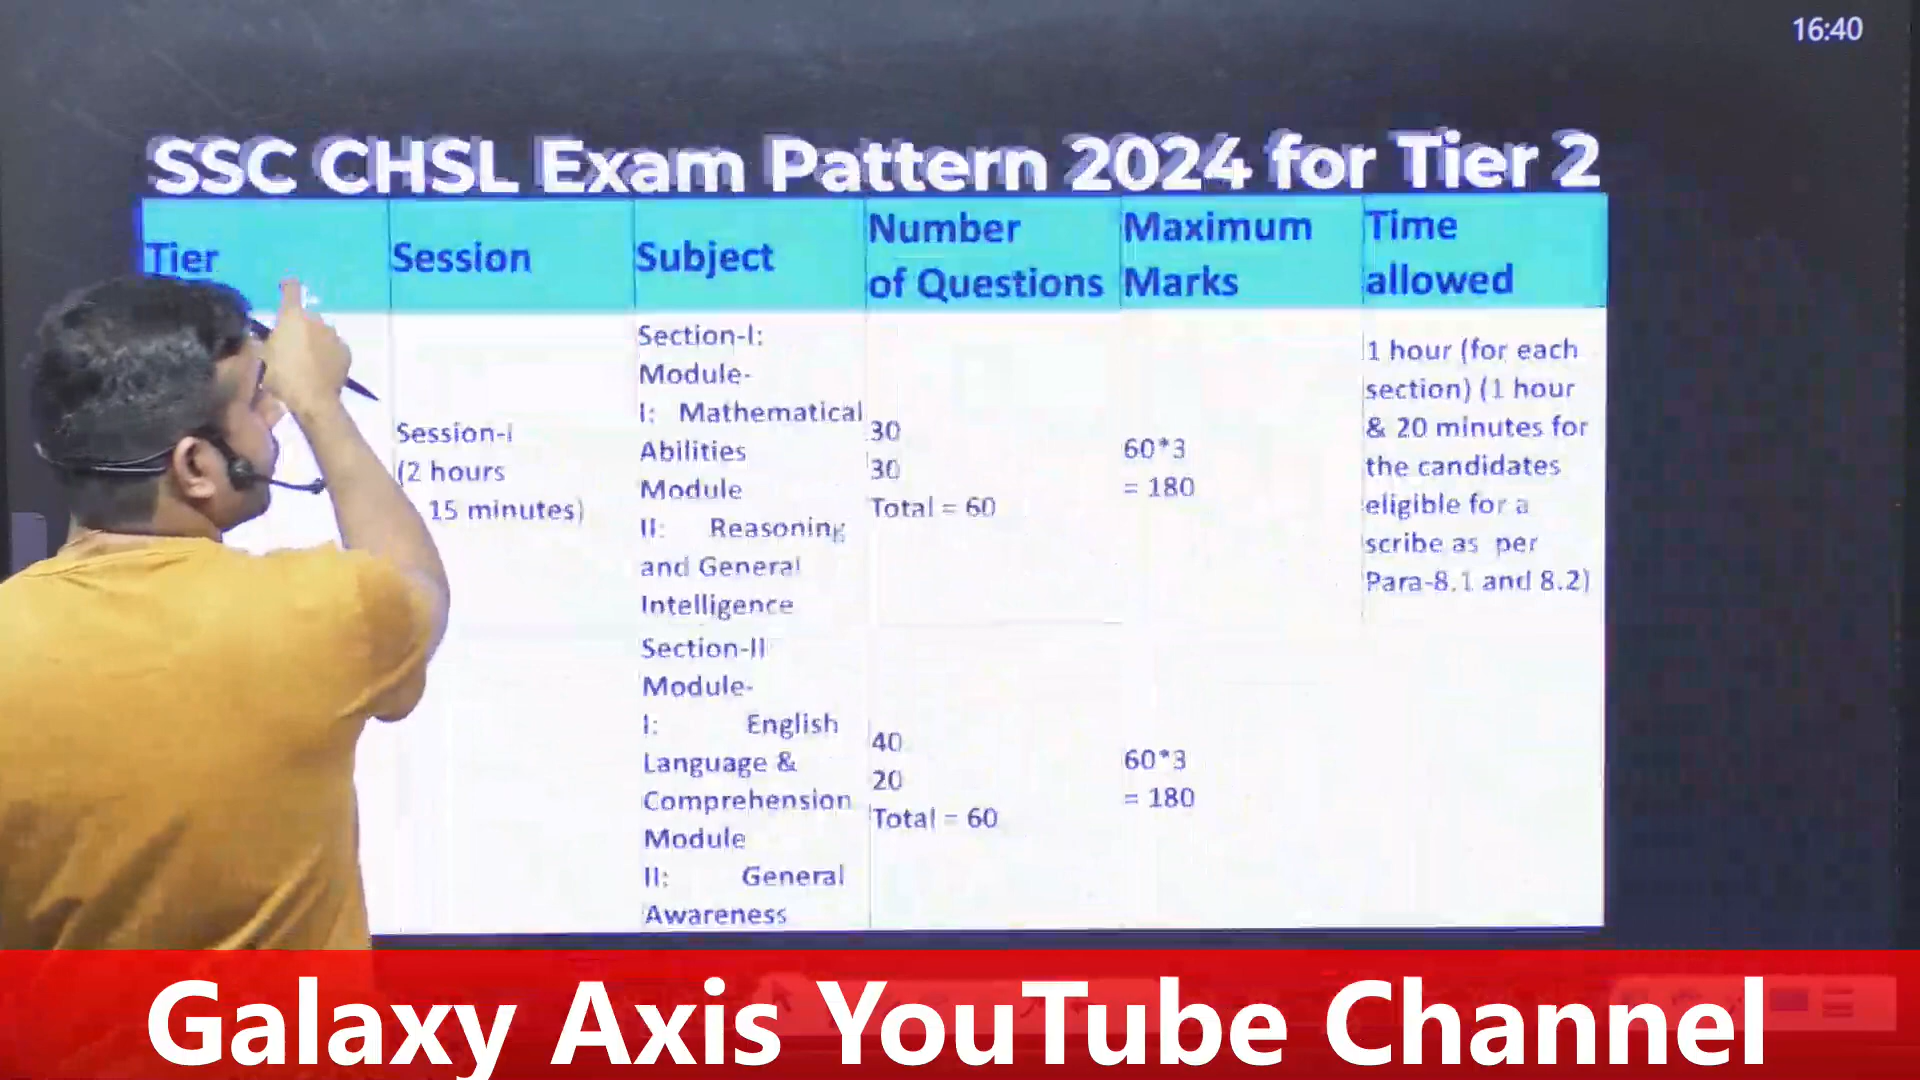 16:40
SSC CHSL Exam Pattern 2024 for Tier 2
Tier
Session
Subject
Number
of Questions
Maximum
Marks
Time
allowed
Session-I
(2 hours
15 minutes)
Section-I:
Module-
I: Mathematical
Abilities
Module
II: Reasoning
and General
Intelligence
30
30
Total = 60
60*3
= 180
1 hour (for each
section) (1 hour
& 20 minutes for
the candidates
eligible for a
scribe as per
Para-8.1 and 8.2)
Section-II
Module-
I: English
Language &
Comprehension
Module
II: General
Awareness
40
20
Total = 60
60*3
= 180
Galaxy Axis YouTube Channel